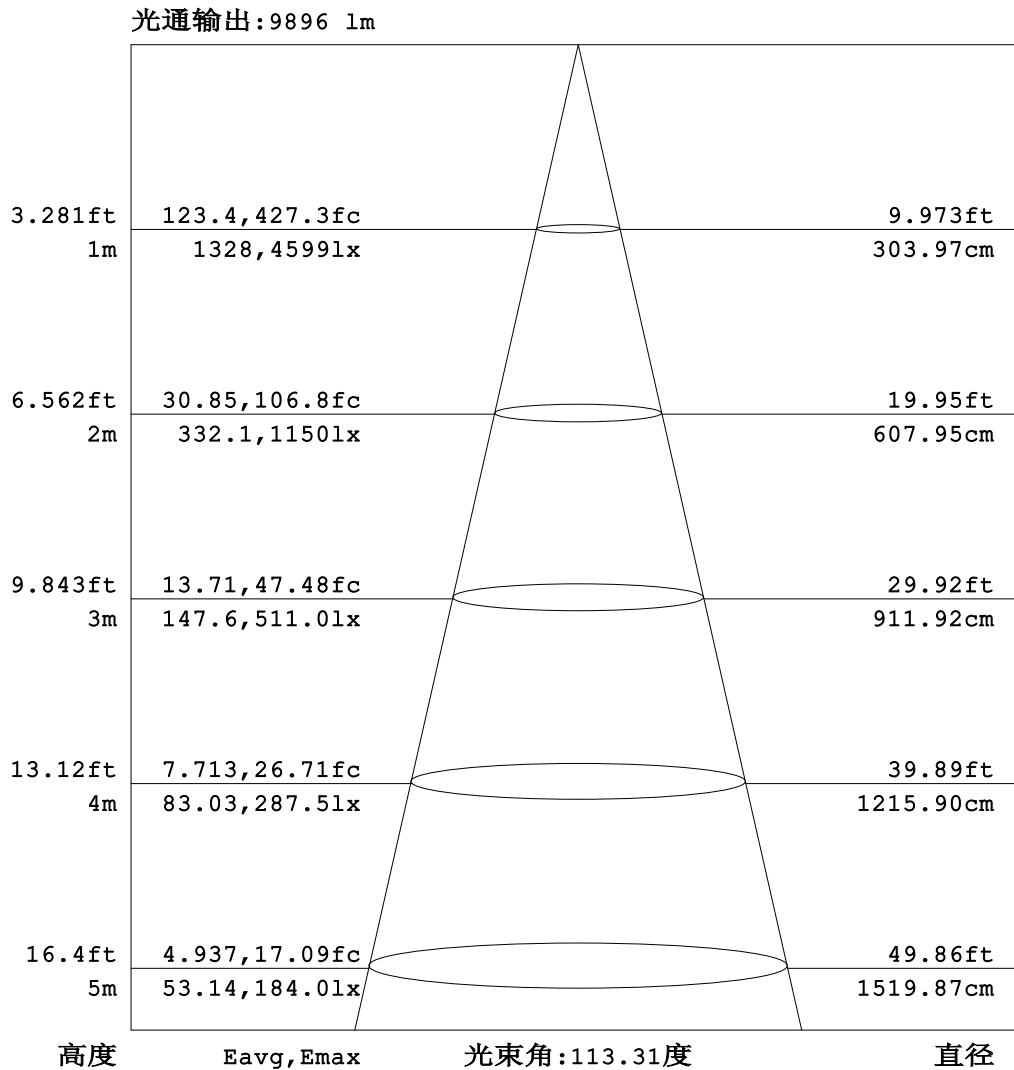 光通输出:9896 lm
3.281ft 123.4,427.3fc 9.973ft
1m 1328,4599lx 303.97cm
6.562ft 30.85,106.8fc 19.95ft
2m 332.1,1150lx 607.95cm
9.843ft 13.71,47.48fc 29.92ft
3m 147.6,511.0lx 911.92cm
13.12ft 7.713,26.71fc 39.89ft
4m 83.03,287.5lx 1215.90cm
16.4ft 4.937,17.09fc 49.86ft
5m 53.14,184.0lx 1519.87cm
高度 Eavg,Emax 光束角:113.31度 直径